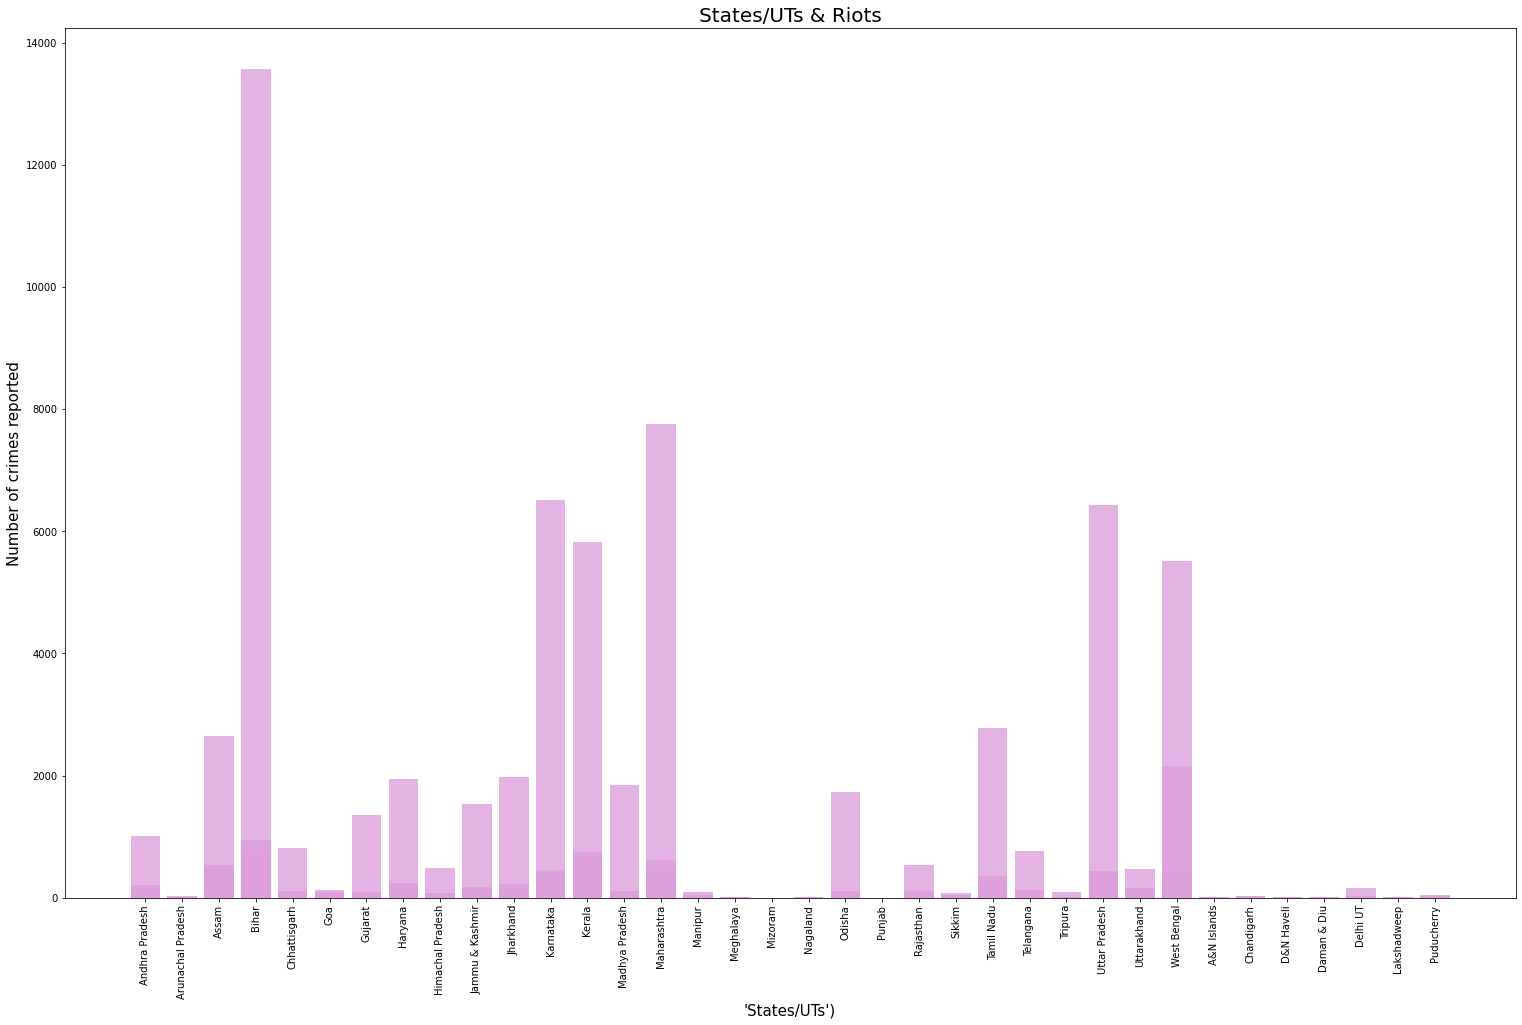 States/UTs & Riots
Number of crimes reported
14000
12000
10000
8000
6000
4000
2000
0
Andhra Pradesh
Arunachal Pradesh
Assam
Bihar
Chhattisgarh
Goa
Gujarat
Haryana
Himachal Pradesh
Jammu & Kashmir
Jharkhand
Karnataka
Kerala
Madhya Pradesh
Maharashtra
Manipur
Meghalaya
Mizoram
Nagaland
Odisha
Punjab
Rajasthan
Sikkim
Tamil Nadu
Telangana
Tripura
Uttar Pradesh
Uttarakhand
West Bengal
A&N Islands
Chandigarh
D&N Haveli
Daman & Diu
Delhi UT
Lakshadweep
Puducherry
'States/UTs')